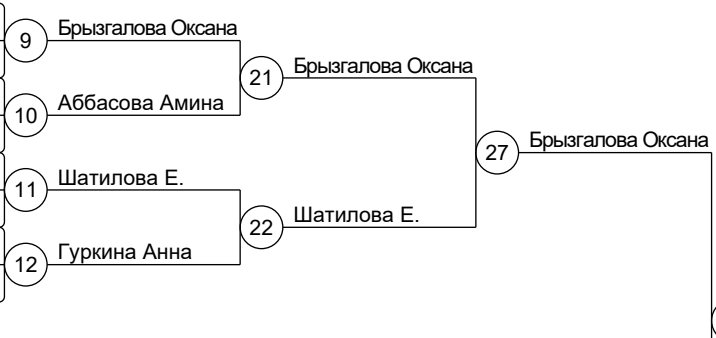 9 Брызгалова Оксана
21 Брызгалова Оксана
10 Аббасова Амина
27 Брызгалова Оксана
11 Шатилова Е.
22 Шатилова Е.
12 Гуркина Анна